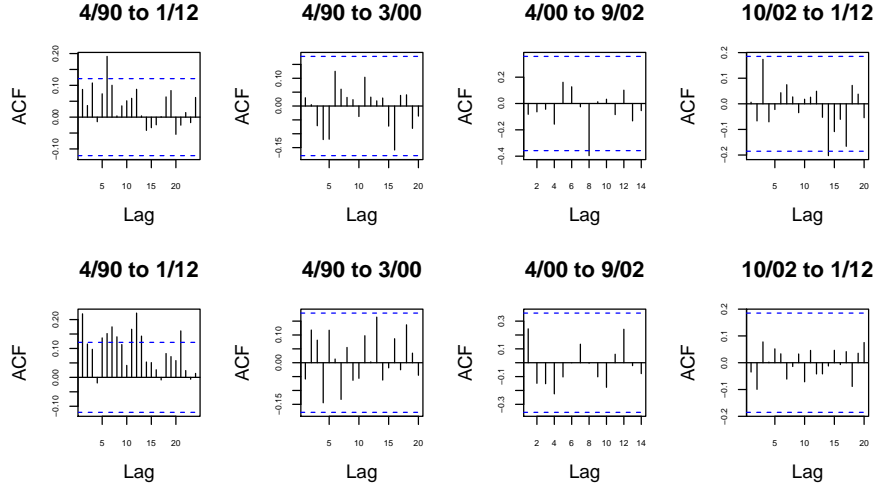 4/90 to 1/12 4/90 to 3/00 4/00 to 9/02 10/02 to 1/12
ACF -0.10 0.00 0.10 0.20 ACF -0.15 0.00 0.10 ACF -0.4 -0.2 0.0 0.2 ACF -0.2 -0.1 0.0 0.1 0.2
5 10 15 20 5 10 15 20 2 4 6 8 10 12 14 5 10 15 20
Lag Lag Lag Lag
4/90 to 1/12 4/90 to 3/00 4/00 to 9/02 10/02 to 1/12
ACF -0.10 0.00 0.10 0.20 ACF -0.15 0.00 0.10 ACF -0.3 -0.1 0.1 0.3 ACF -0.2 -0.1 0.0 0.1 0.2
5 10 15 20 5 10 15 20 2 4 6 8 10 12 14 5 10 15 20
Lag Lag Lag Lag